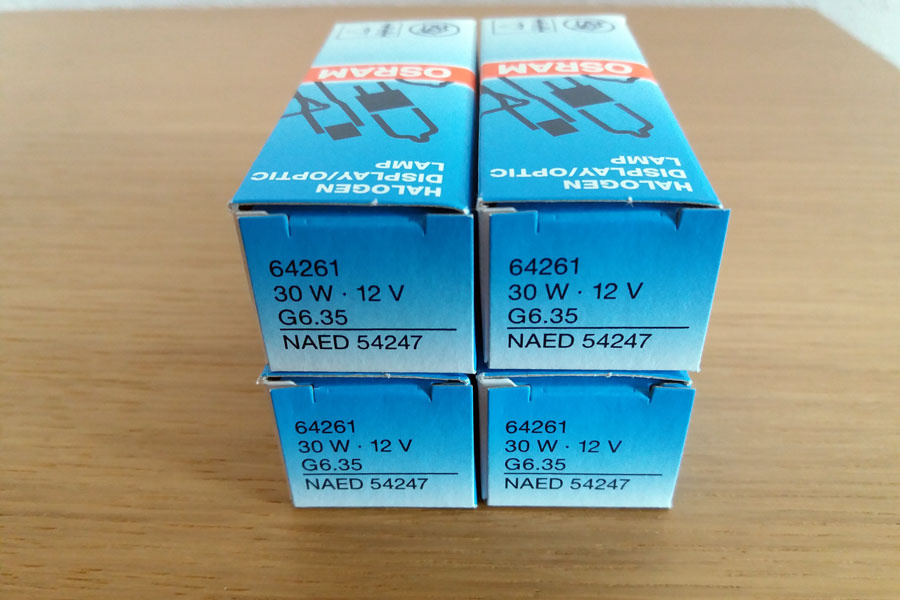 OSRAM
HALOGEN
DISPLAY/OPTIC
LAMP
OSRAM
HALOGEN
DISPLAY/OPTIC
LAMP
64261
30 W · 12 V
G6.35
NAED 54247
64261
30 W · 12 V
G6.35
NAED 54247
64261
30 W · 12 V
G6.35
NAED 54247
64261
30 W · 12 V
G6.35
NAED 54247